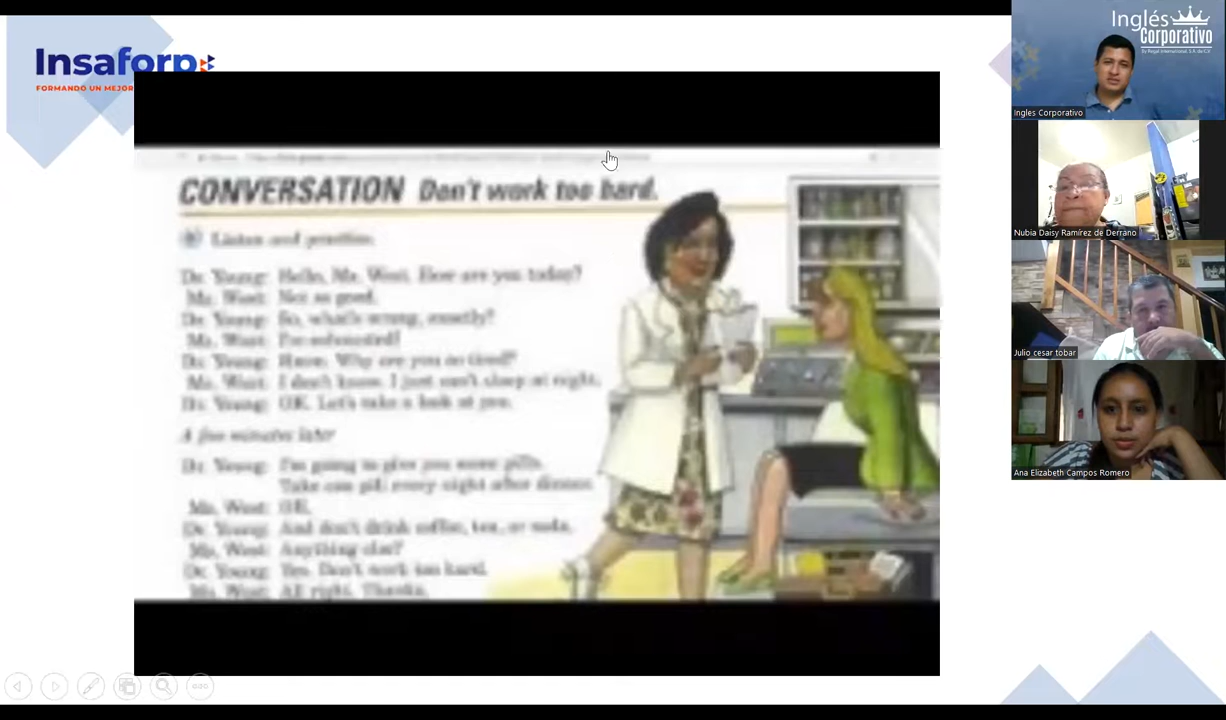 Insaforp
FORMANDO UN MEJOR
CONVERSATION Don't work too hard.
Listen and practice.
Dr. Young: Hello, Ms. West. How are you today?
Ms. West: Not so good.
Dr. Young: So, what's wrong, exactly?
Ms. West: I'm exhausted!
Dr. Young: Hmm. Why are you so tired?
Ms. West: I don't know. I just can't sleep at night.
Dr. Young: OK. Let's take a look at you.
A few minutes later
Dr. Young: I'm going to give you some pills.
Take one pill every night after dinner.
Ms. West: OK.
Dr. Young: And don't drink coffee, tea, or soda.
Ms. West: Anything else?
Dr. Young: Yes. Don't work too hard.
Ms. West: All right. Thanks.
Inglés
Corporativo
By Regal International, S.A. de C.V.
Ingles Corporativo
Nubia Daisy Ramírez de Derrano
Julio cesar tobar
Ana Elizabeth Campos Romero